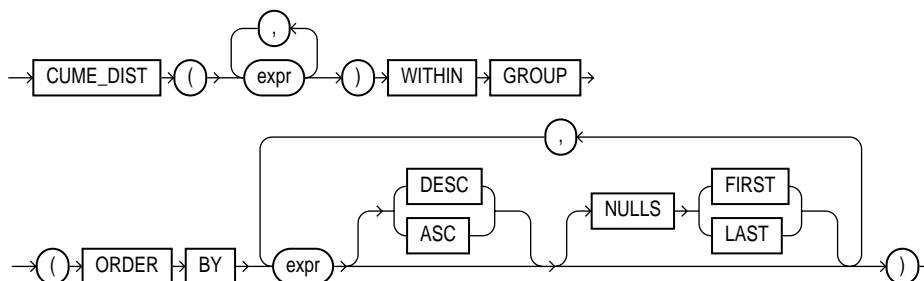 ,
CUME_DIST ( expr ) WITHIN GROUP
,
DESC FIRST
NULLS
ASC LAST
( ORDER BY expr )